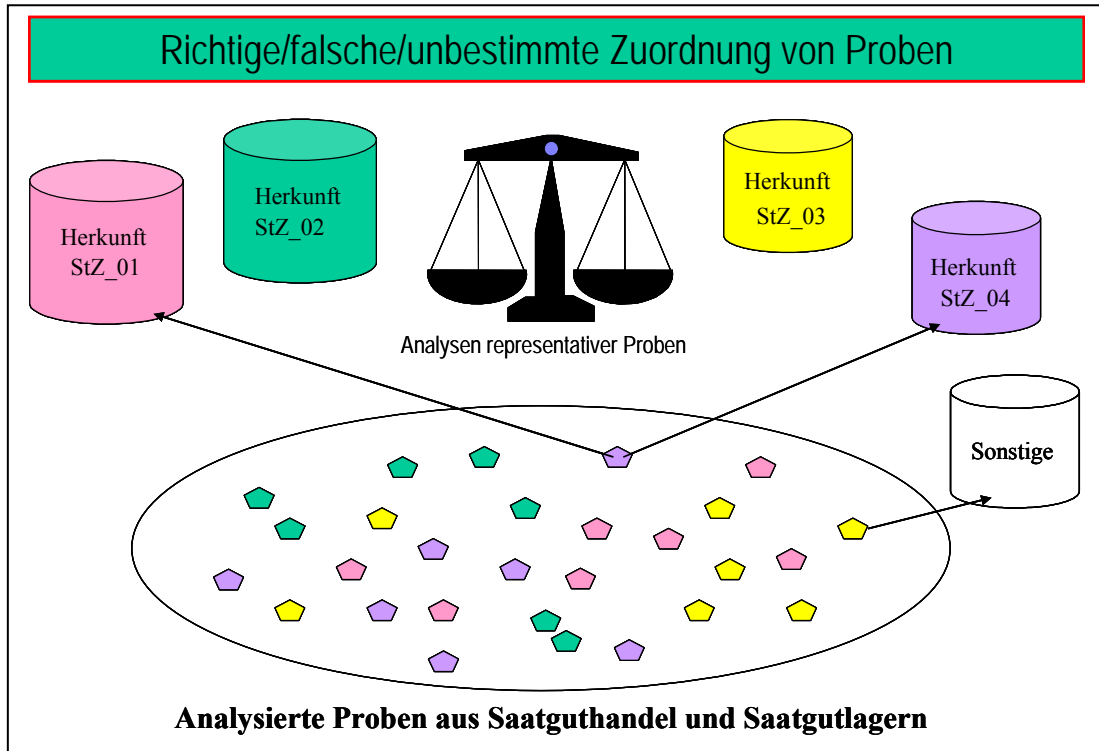 Richtige/falsche/unbestimmte Zuordnung von Proben
Herkunft
StZ_01
Herkunft
StZ_02
Herkunft
StZ_03
Herkunft
StZ_04
Analysen representativer Proben
Sonstige
Analysierte Proben aus Saatguthandel und Saatgutlagern